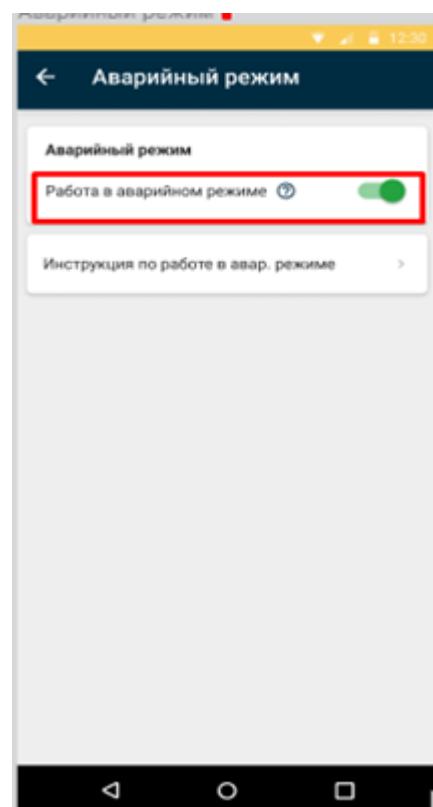 Аварийный режим
12:30
Аварийный режим
Аварийный режим
Работа в аварийном режиме
Инструкция по работе в авар. режиме